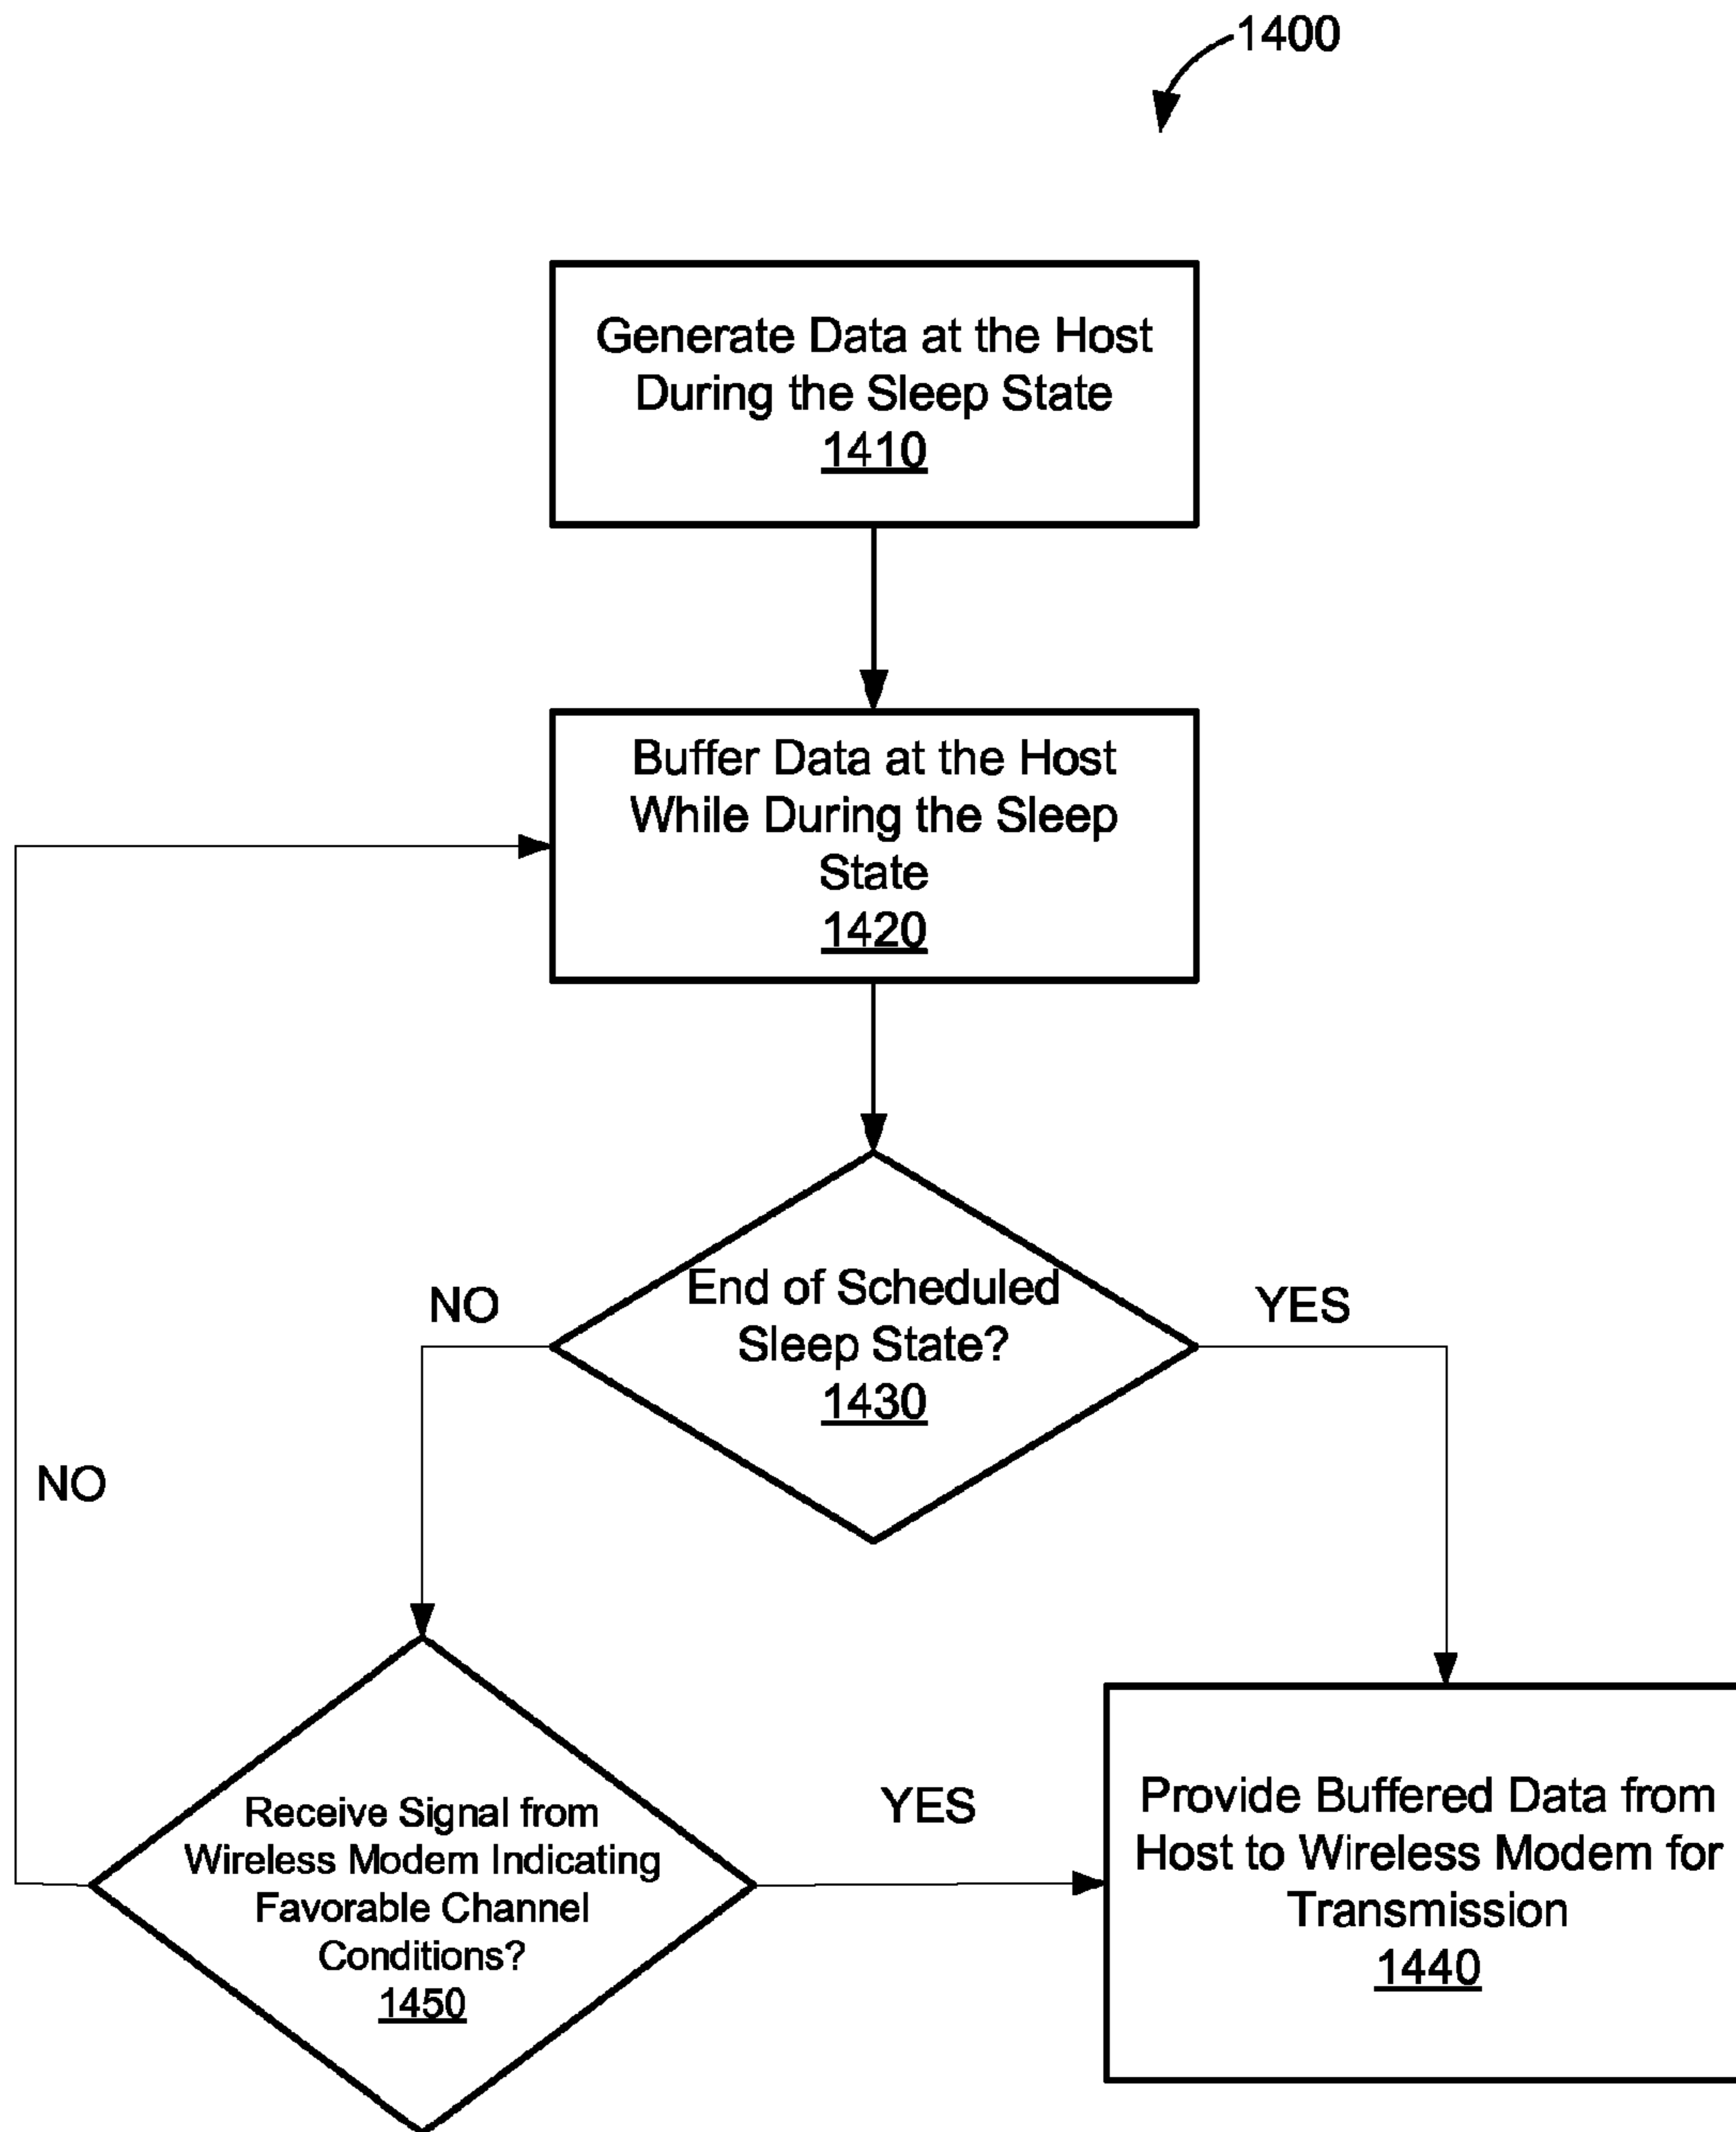 1400
Generate Data at the Host
During the Sleep State
1410
Buffer Data at the Host
While During the Sleep
State
1420
NO
End of Scheduled
Sleep State?
1430
YES
NO
Receive Signal from
Wireless Modem Indicating
Favorable Channel
Conditions?
1450
YES
Provide Buffered Data from
Host to Wireless Modem for
Transmission
1440